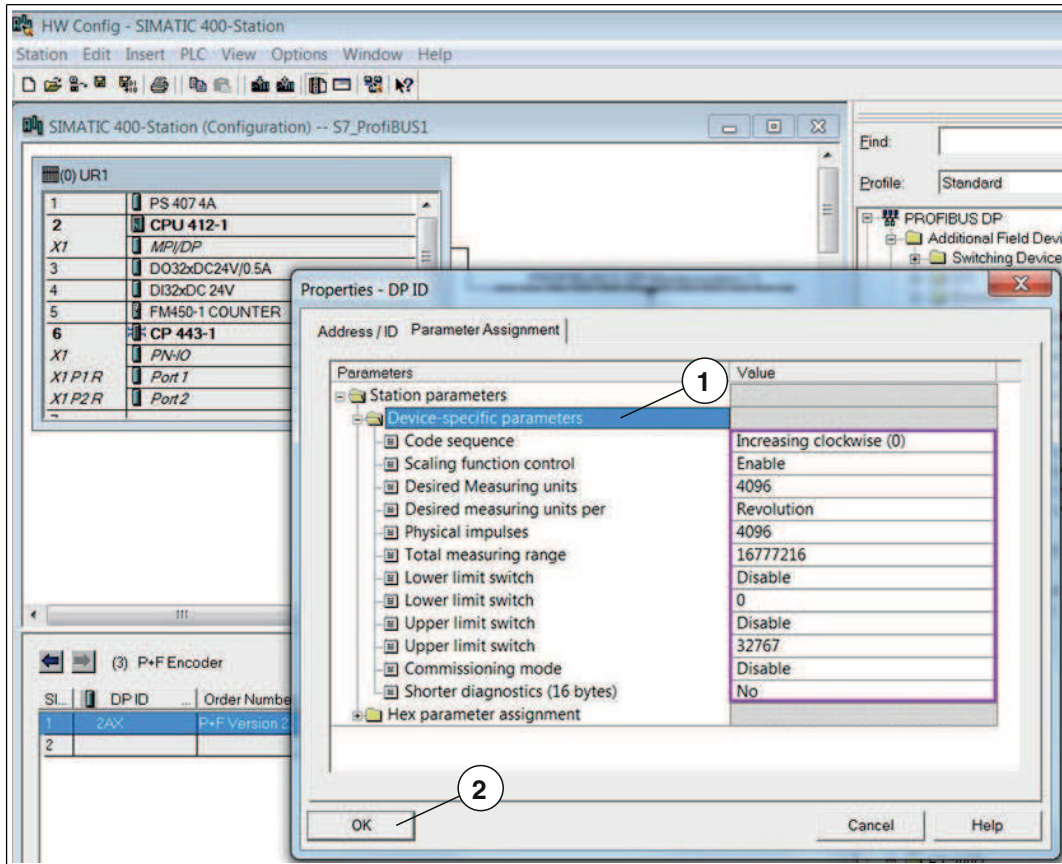 HW Config - SIMATIC 400-Station
Station Edit Insert PLC View Options Window Help
SIMATIC 400-Station (Configuration) -- S7_ProfiBUS1
(0) UR1
1 PS 407 4A
2 CPU 412-1
X1 MPI/DP
3 DO32xDC24V/0.5A
4 DI32xDC 24V
5 FM450-1 COUNTER
6 CP 443-1
X1 PN-IO
X1 P1 R Port 1
X1 P2 R Port 2
Find:
Profile: Standard
PROFIBUS DP
Additional Field Devi
Switching Device
Properties - DP ID
Address / ID Parameter Assignment
Parameters Value
1
Station parameters
Device-specific parameters
Code sequence Increasing clockwise (0)
Scaling function control Enable
Desired Measuring units 4096
Desired measuring units per Revolution
Physical impulses 4096
Total measuring range 16777216
Lower limit switch Disable
Lower limit switch 0
Upper limit switch Disable
Upper limit switch 32767
Commissioning mode Disable
Shorter diagnostics (16 bytes) No
Hex parameter assignment
2
OK Cancel Help
(3) P+F Encoder
Sl... DP ID ... Order Numbe
1 2AX P+F Version 2
2